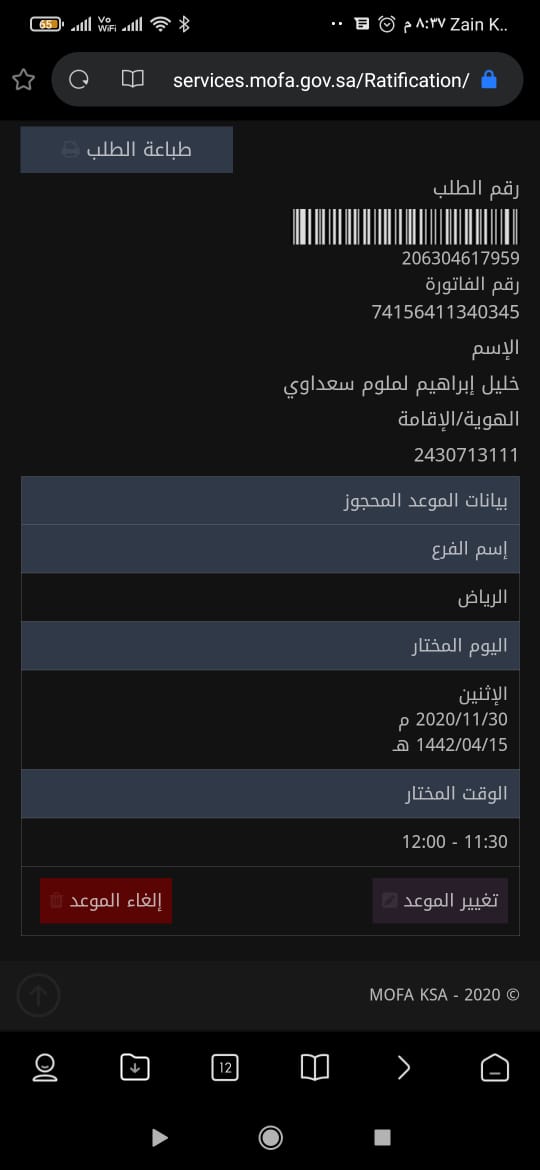 65 Vo WiFi ٨:٣٧ م Zain K..
services.mofa.gov.sa/Ratification/
طباعة الطلب
رقم الطلب
206304617959
رقم الفاتورة
74156411340345
الإسم
خليل إبراهيم لملوم سعداوي
الهوية/الإقامة
2430713111
بيانات الموعد المحجوز
إسم الفرع
الرياض
اليوم المختار
الإثنين
2020/11/30 م
1442/04/15 هـ
الوقت المختار
11:30 - 12:00
تغيير الموعد
إلغاء الموعد
MOFA KSA - 2020 ©
12